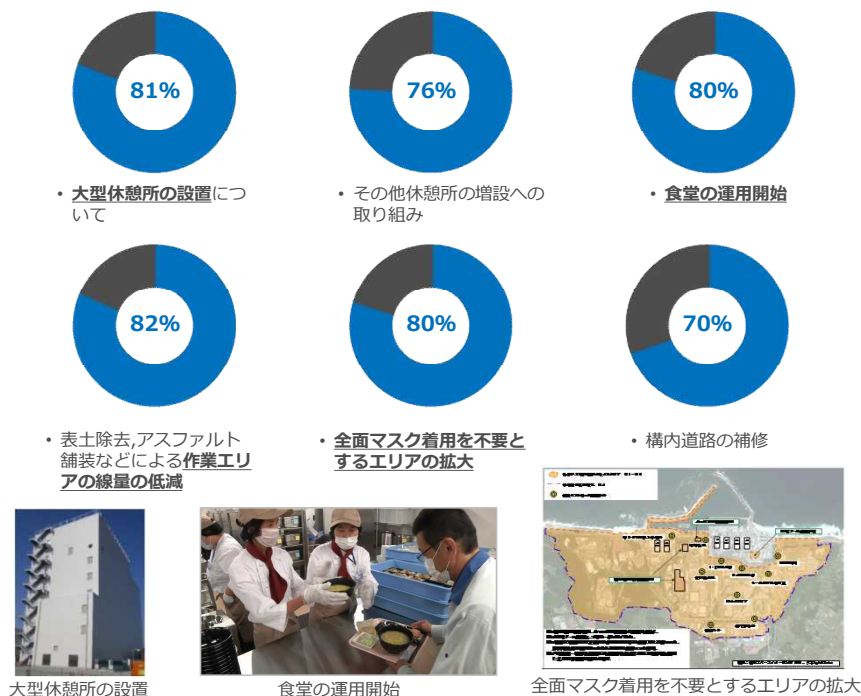 81%
76%
80%
• 大型休憩所の設置につ
いて
• その他休憩所の増設への
取り組み
• 食堂の運用開始
82%
80%
70%
• 表土除去,アスファルト
舗装などによる作業エリ
アの線量の低減
• 全面マスク着用を不要と
するエリアの拡大
• 構内道路の補修
大型休憩所の設置
食堂の運用開始
全面マスク着用を不要とするエリアの拡大